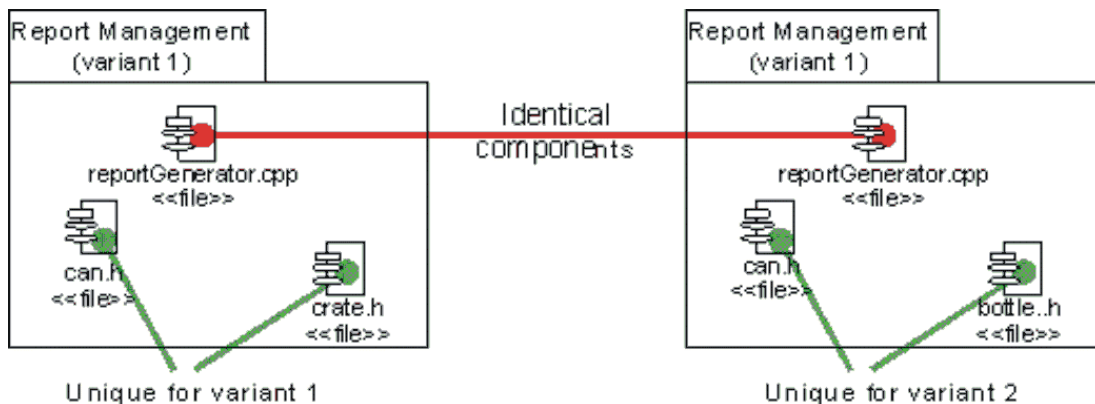 Report Management
(variant 1)
reportGenerator.cpp
<<file>>
can.h
<<file>>
crate.h
<<file>>
Unique for variant 1
Identical
components
Report Management
(variant 1)
reportGenerator.cpp
<<file>>
can.h
<<file>>
bottle..h
<<file>>
Unique for variant 2